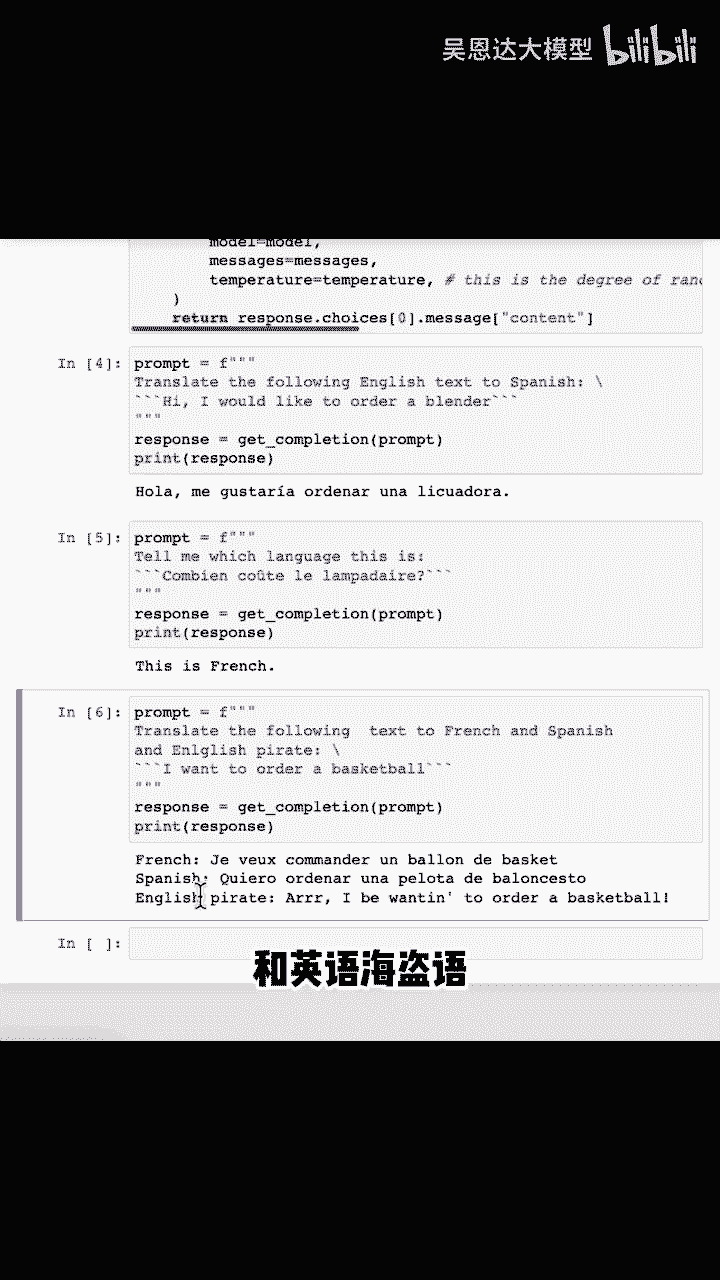 吴恩达大模型 bilibili
model=model,
messages=messages,
temperature=temperature, # this is the degree of ran
)
return response.choices[0].message["content"]
In [4]: prompt = f"""
Translate the following English text to Spanish: \
```Hi, I would like to order a blender```
"""
response = get_completion(prompt)
print(response)
Hola, me gustaría ordenar una licuadora.
In [5]: prompt = f"""
Tell me which language this is:
```Combien coûte le lampadaire?```
"""
response = get_completion(prompt)
print(response)
This is French.
In [6]: prompt = f"""
Translate the following  text to French and Spanish
and Enlglish pirate: \
```I want to order a basketball```
"""
response = get_completion(prompt)
print(response)
French: Je veux commander un ballon de basket
Spanish: Quiero ordenar una pelota de baloncesto
English pirate: Arrr, I be wantin' to order a basketball!
In [ ]:
和英语海盗语